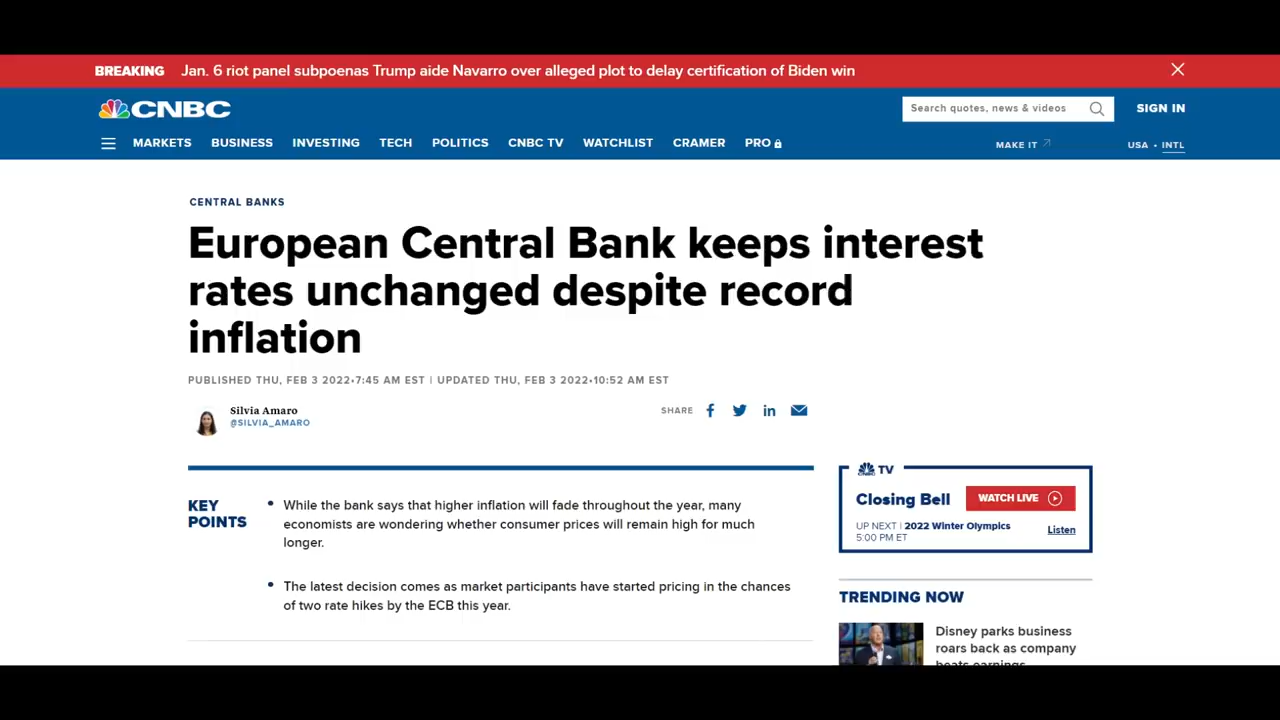 BREAKING Jan. 6 riot panel subpoenas Trump aide Navarro over alleged plot to delay certification of Biden win
CNBC
Search quotes, news & videos
SIGN IN
MARKETS BUSINESS INVESTING TECH POLITICS CNBC TV WATCHLIST CRAMER PRO
MAKE IT
USA • INTL
CENTRAL BANKS
European Central Bank keeps interest
rates unchanged despite record
inflation
PUBLISHED THU, FEB 3 2022•7:45 AM EST | UPDATED THU, FEB 3 2022•10:52 AM EST
Silvia Amaro
@SILVIA_AMARO
SHARE
KEY
POINTS
• While the bank says that higher inflation will fade throughout the year, many
economists are wondering whether consumer prices will remain high for much
longer.
• The latest decision comes as market participants have started pricing in the chances
of two rate hikes by the ECB this year.
CNBC TV
Closing Bell
WATCH LIVE
UP NEXT | 2022 Winter Olympics
5:00 PM ET
Listen
TRENDING NOW
Disney parks business
roars back as company
beats earnings